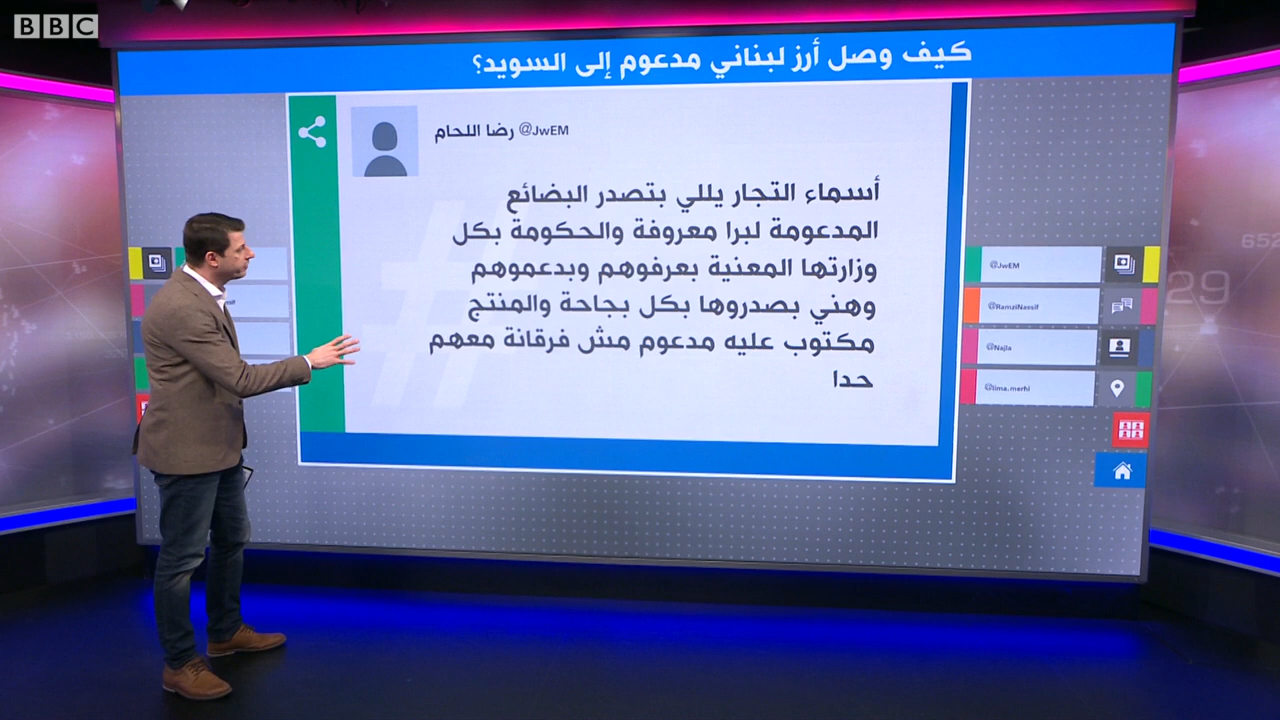 BBC
كيف وصل أرز لبناني مدعوم إلى السويد؟
رضا اللحام @JwEM
أسماء التجار يللي بتصدر البضائع
المدعومة لبرا معروفة والحكومة بكل
وزارتها المعنية بعرفوهم وبدعموهم
وهني بصدروها بكل بجاحة والمنتج
مكتوب عليه مدعوم مش فرقانة معهم
حدا
@JwEM
@RamziNassif
@Najla
@lima.merhi
29